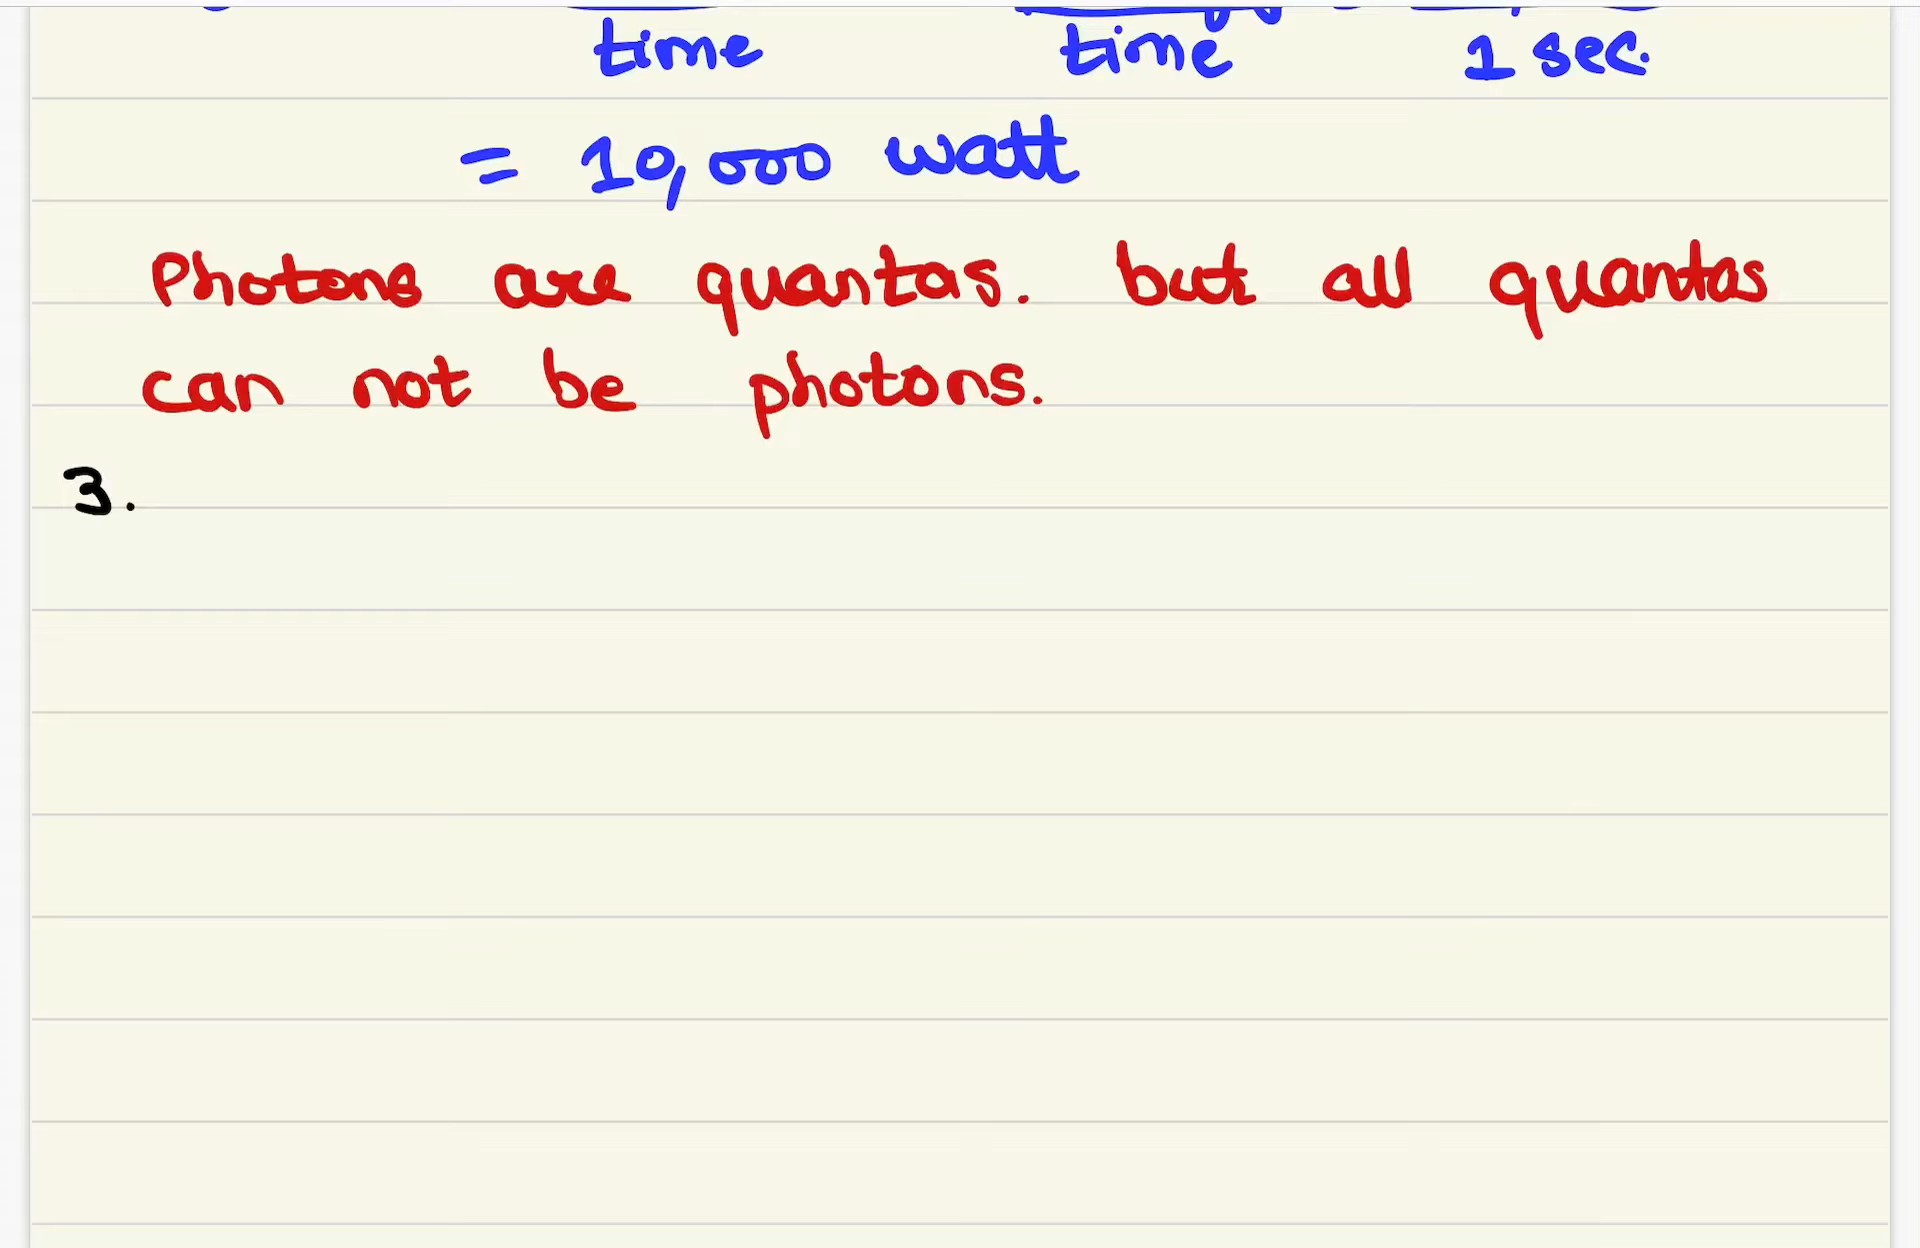 time time 1 sec.
= 10,000 watt
Photons are quantas. but all quantas
can not be photons.
3.